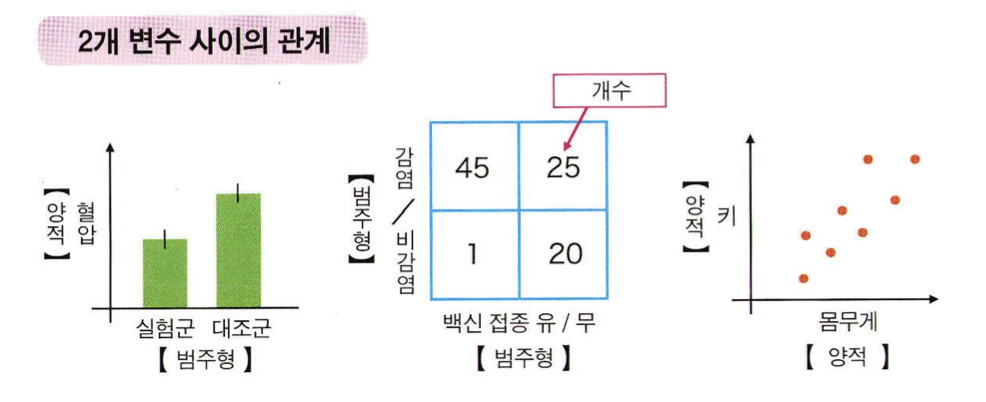 2개 변수 사이의 관계
【양적】
혈압
실험군 대조군
【 범주형 】
개수
【범주형】
감염 / 비감염
45 25
1 20
백신 접종 유 / 무
【 범주형 】
【양적】
키
몸무게
【 양적 】